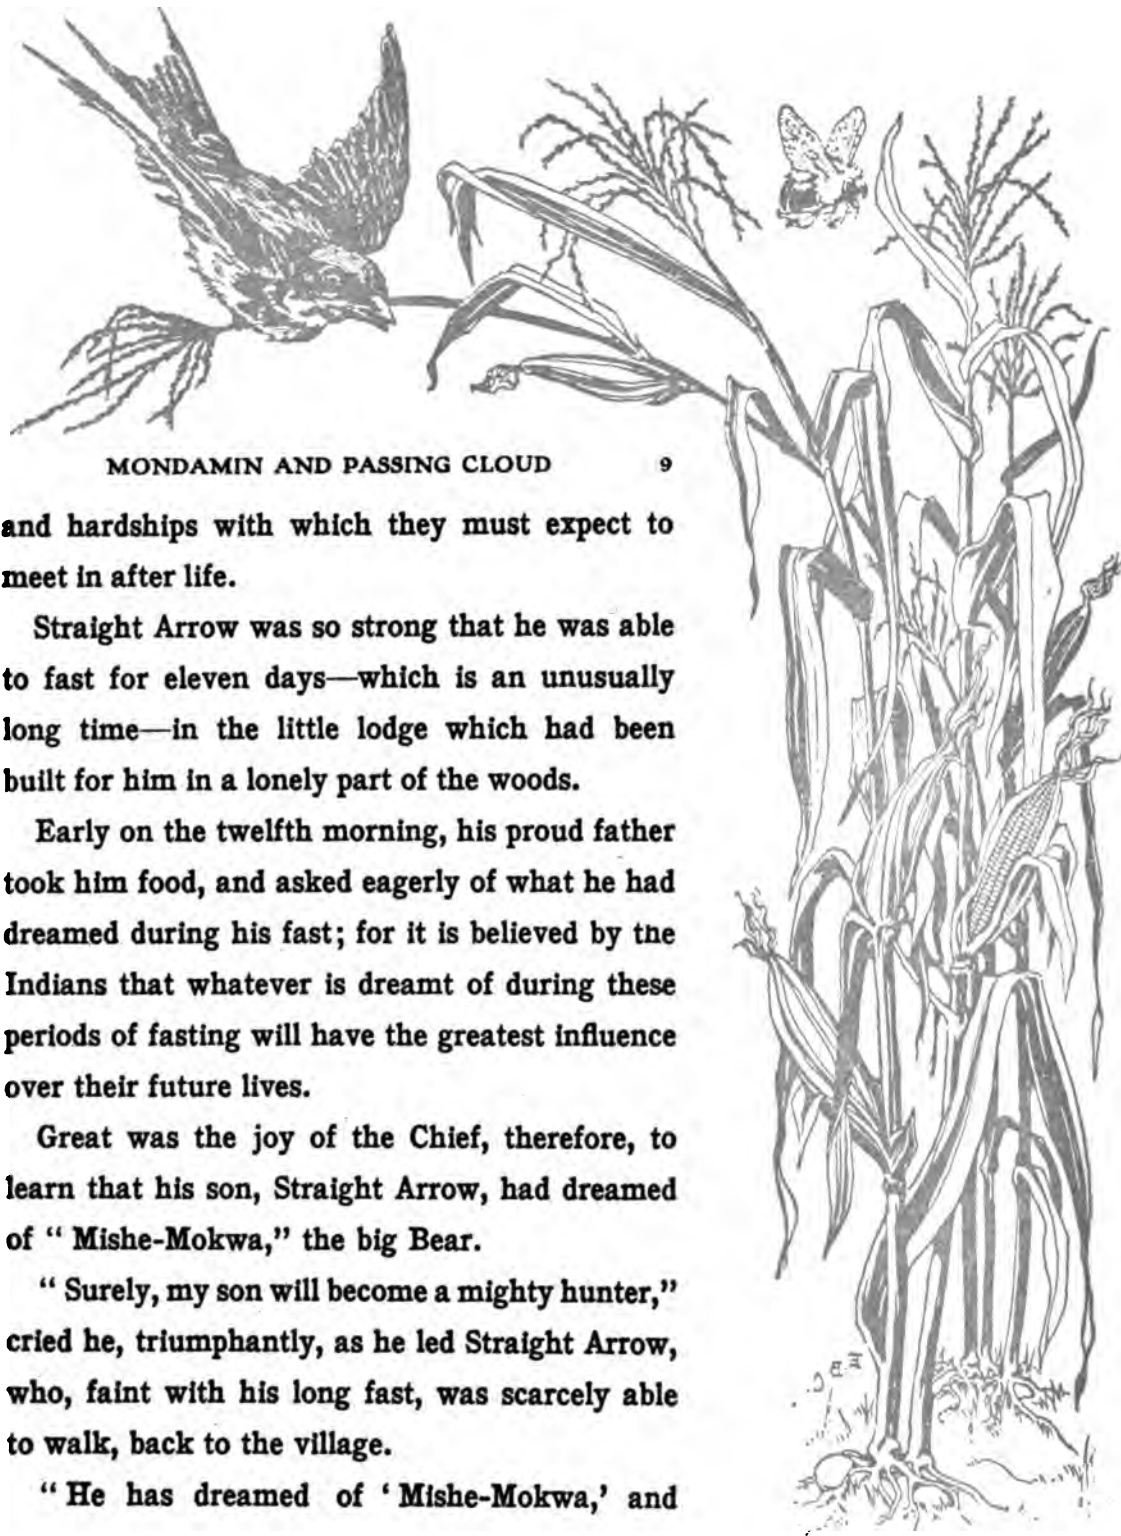 MONDAMIN AND PASSING CLOUD 9
and hardships with which they must expect to
meet in after life.
Straight Arrow was so strong that he was able
to fast for eleven days—which is an unusually
long time—in the little lodge which had been
built for him in a lonely part of the woods.
Early on the twelfth morning, his proud father
took him food, and asked eagerly of what he had
dreamed during his fast; for it is believed by the
Indians that whatever is dreamt of during these
periods of fasting will have the greatest influence
over their future lives.
Great was the joy of the Chief, therefore, to
learn that his son, Straight Arrow, had dreamed
of “ Mishe-Mokwa,” the big Bear.
“ Surely, my son will become a mighty hunter,”
cried he, triumphantly, as he led Straight Arrow,
who, faint with his long fast, was scarcely able
to walk, back to the village.
“ He has dreamed of ‘ Mishe-Mokwa,’ and